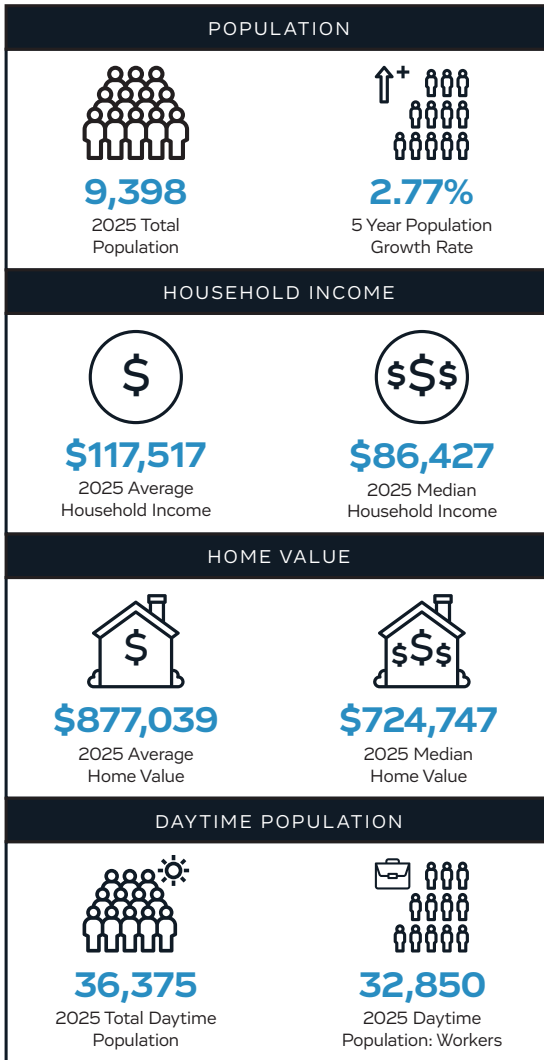 POPULATION
9,398
2025 Total
Population
2.77%
5 Year Population
Growth Rate
HOUSEHOLD INCOME
$
$117,517
2025 Average
Household Income
$$$
$86,427
2025 Median
Household Income
HOME VALUE
$
$877,039
2025 Average
Home Value
$$$
$724,747
2025 Median
Home Value
DAYTIME POPULATION
36,375
2025 Total Daytime
Population
32,850
2025 Daytime
Population: Workers